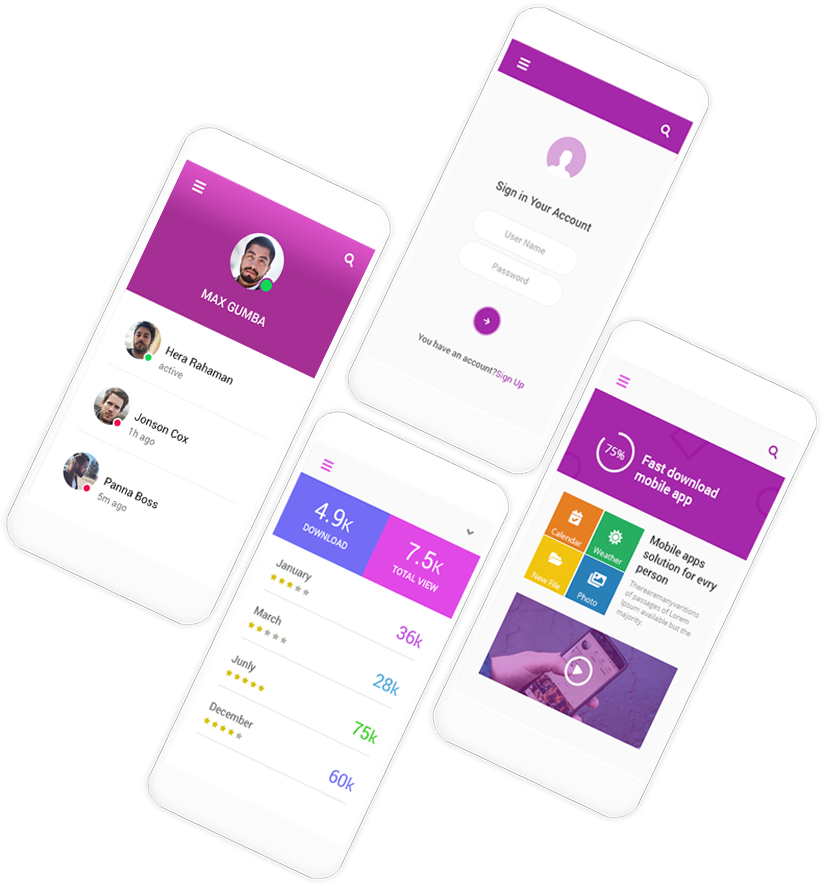 Sign in Your Account
User Name
Password
You have an account?Sign Up
MAX GUMBA
Hera Rahaman
active
Jonson Cox
1h ago
Panna Boss
5m ago
4.9K
DOWNLOAD
7.5K
TOTAL VIEW
January
36k
March
28k
Junly
75k
December
60k
75%
Fast download
mobile app
Calendar
Weather
New File
Photo
Mobile apps
solution for evry
person
Therearemanyvaritions
of passages of Lorem
Ipsum available but the
majority.